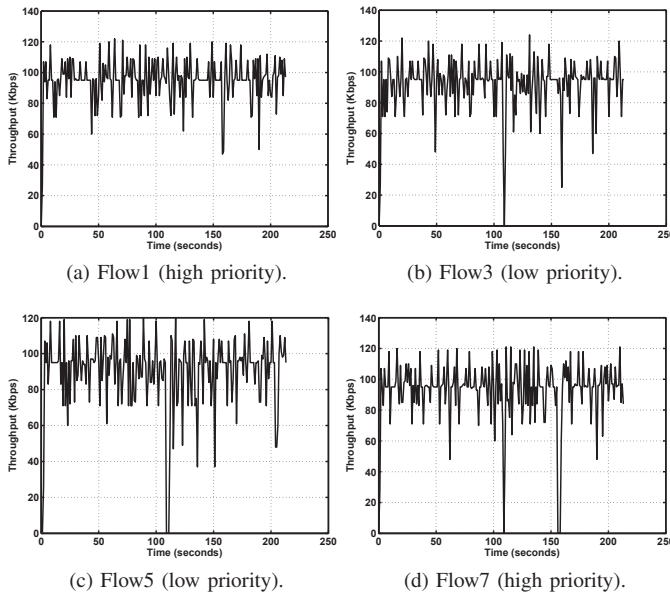 140
120
100
80
60
40
20
0
Throughput (Kbps)
0 50 100 150 200 250
Time (seconds)
(a) Flow1 (high priority).
140
120
100
80
60
40
20
0
Throughput (Kbps)
0 50 100 150 200 250
Time (seconds)
(b) Flow3 (low priority).
120
100
80
60
40
20
0
Throughput (Kbps)
0 50 100 150 200 250
Time (seconds)
(c) Flow5 (low priority).
140
120
100
80
60
40
20
0
Throughput (Kbps)
0 50 100 150 200 250
Time (seconds)
(d) Flow7 (high priority).